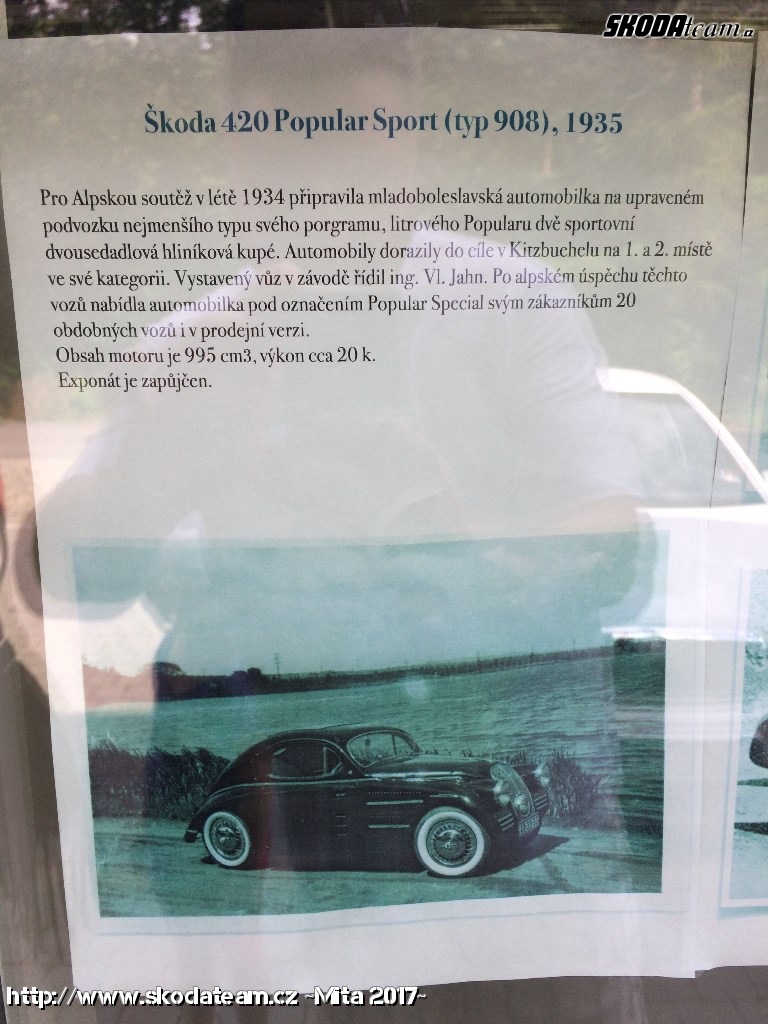 ŠKODAteam.cz
Škoda 420 Popular Sport (typ 908), 1935
Pro Alpskou soutěž v létě 1934 připravila mladoboleslavská automobilka na upraveném
podvozku nejmenšího typu svého porgramu, litrového Popularu dvě sportovní
dvousedadlová hliníková kupé. Automobily dorazily do cíle v Kitzbuchelu na 1. a 2. místě
ve své kategorii. Vystavený vůz v závodě řídil ing. Vl. Jahn. Po alpském úspěchu těchto
vozů nabídla automobilka pod označením Popular Special svým zákazníkům 20
obdobných vozů i v prodejní verzi.
Obsah motoru je 995 cm3, výkon cca 20 k.
Exponát je zapůjčen.
http://www.skodateam.cz ~Mita 2017~